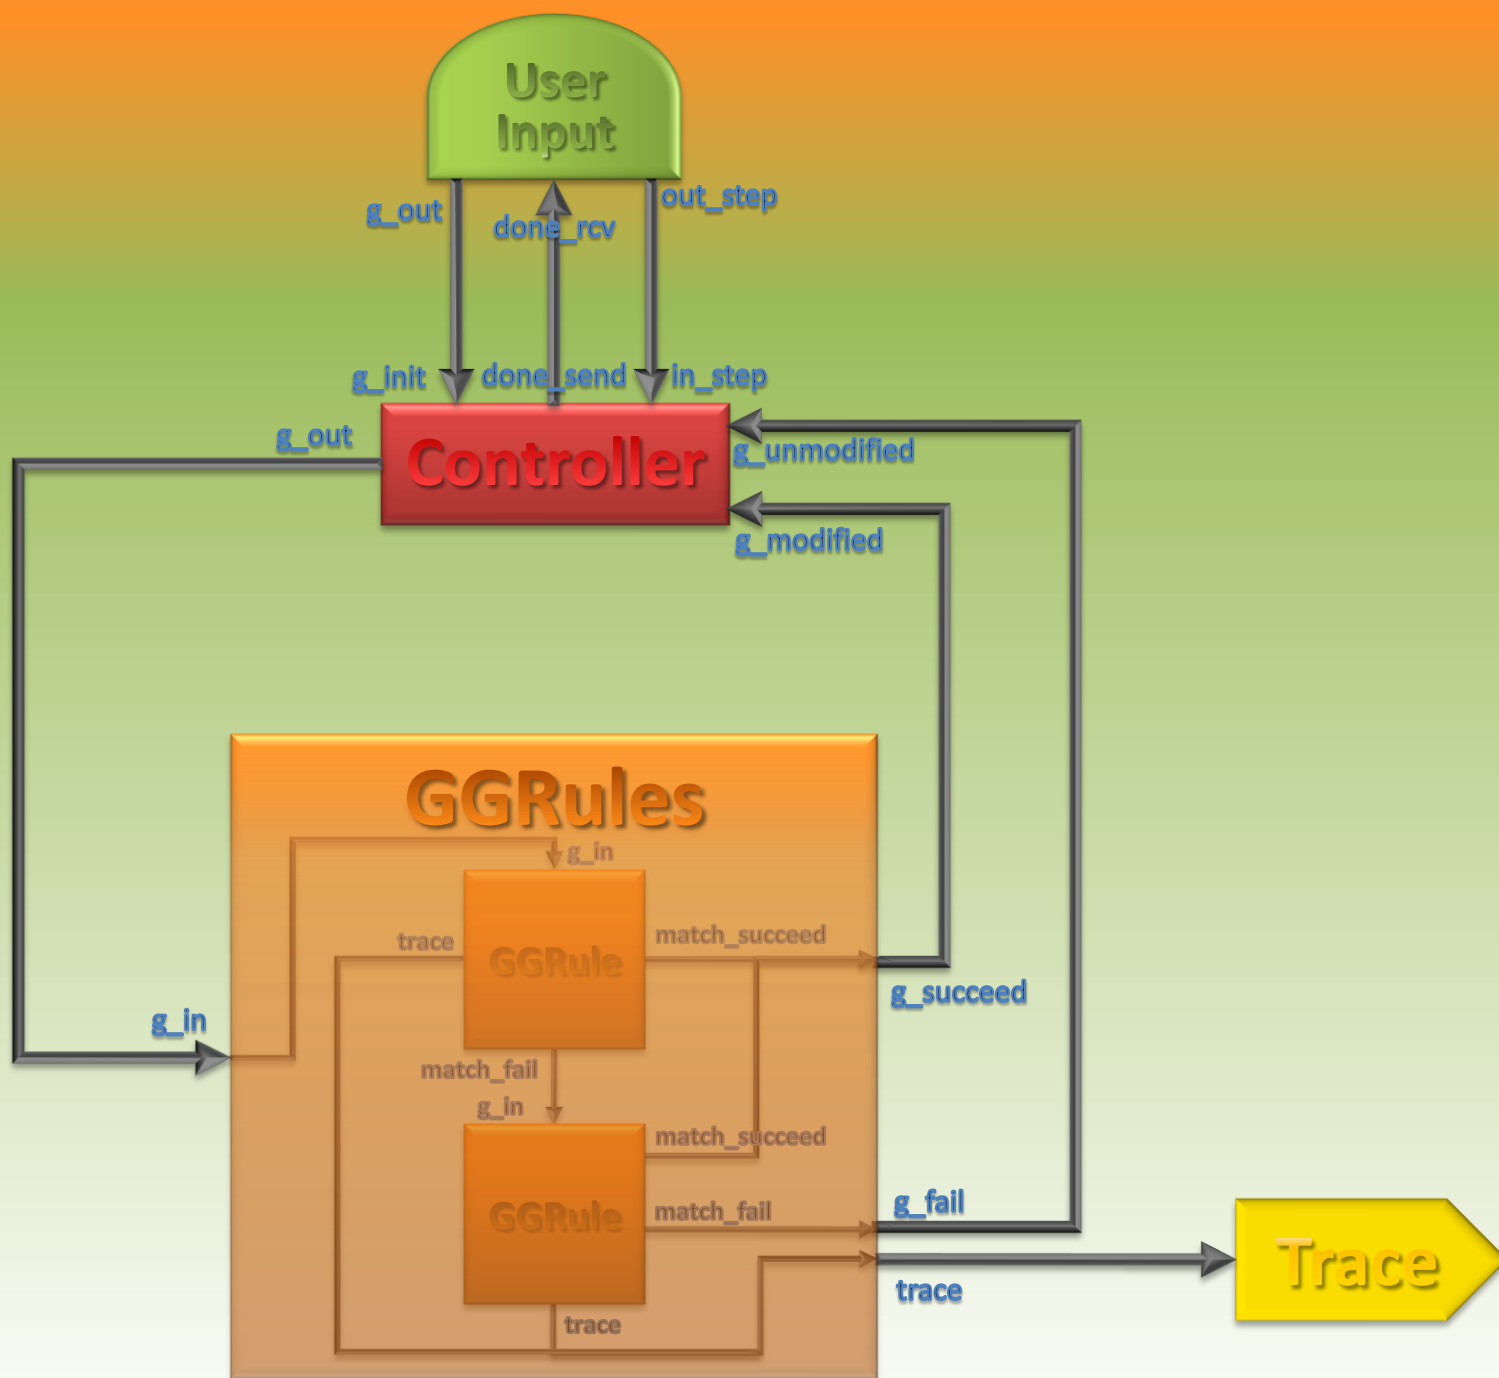 User
Input
g_out
out_step
done_rcv
g_init
done_send
in_step
g_out
Controller
g_unmodified
g_modified
GGRules
g_in
trace
match_succeed
GGRule
g_succeed
g_in
match_fail
g_in
match_succeed
GGRule
match_fail
g_fail
Trace
trace
trace